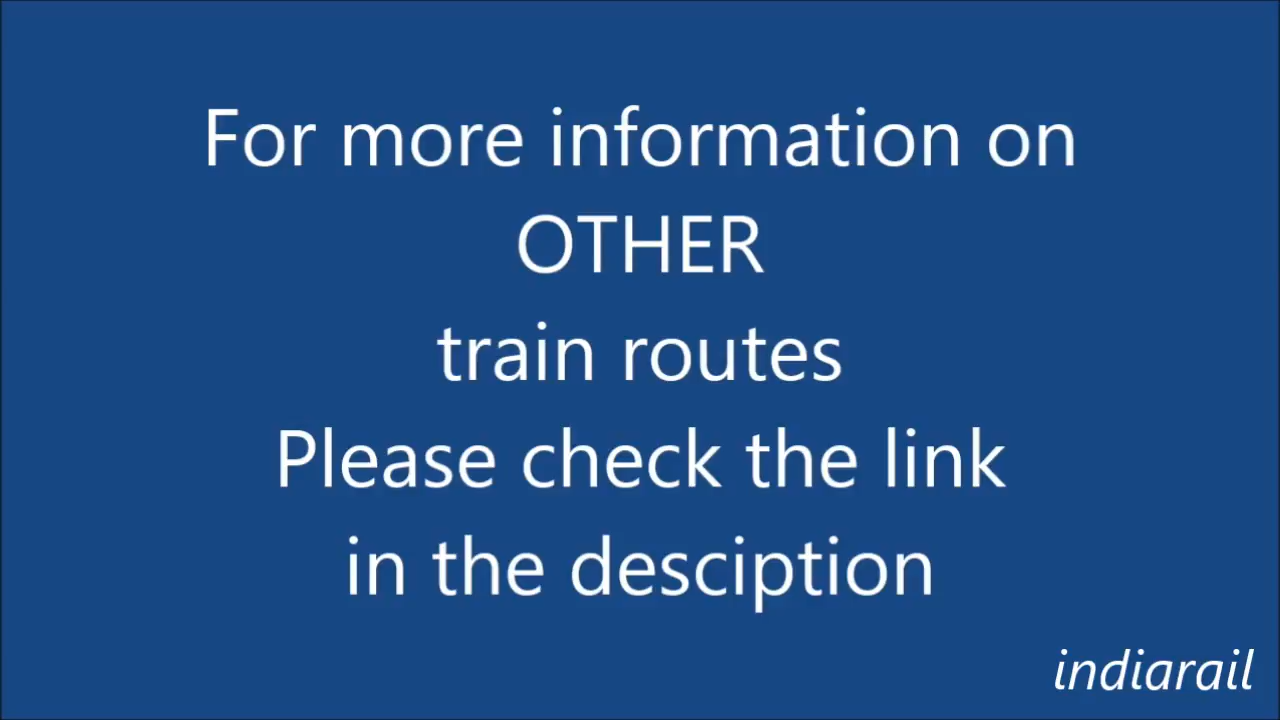 For more information on
OTHER
train routes
Please check the link
in the desciption
indiarail